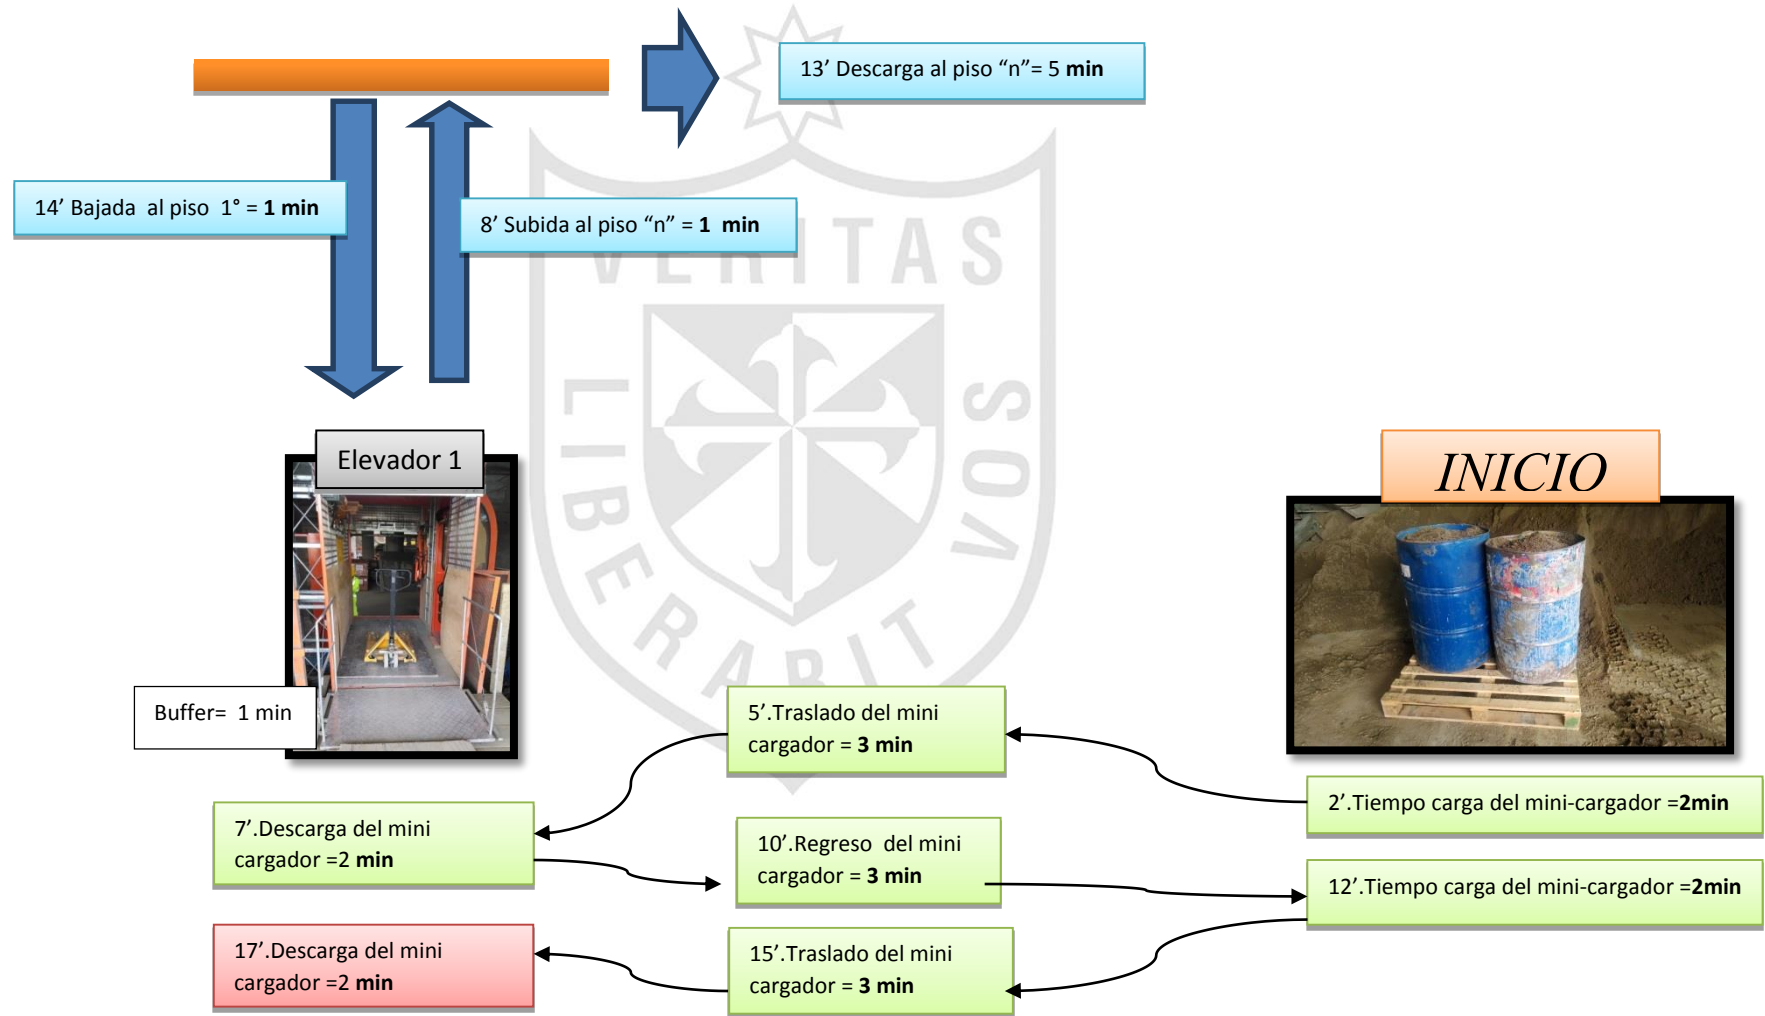 13’ Descarga al piso “n”= 5 min
14’ Bajada al piso 1° = 1 min
8’ Subida al piso “n” = 1 min
VERITAS
LIBERABIT
VOS
Elevador 1
INICIO
Buffer= 1 min
5’.Traslado del mini
cargador = 3 min
2’.Tiempo carga del mini-cargador =2min
7’.Descarga del mini
cargador =2 min
10’.Regreso del mini
cargador = 3 min
12’.Tiempo carga del mini-cargador =2min
17’.Descarga del mini
cargador =2 min
15’.Traslado del mini
cargador = 3 min